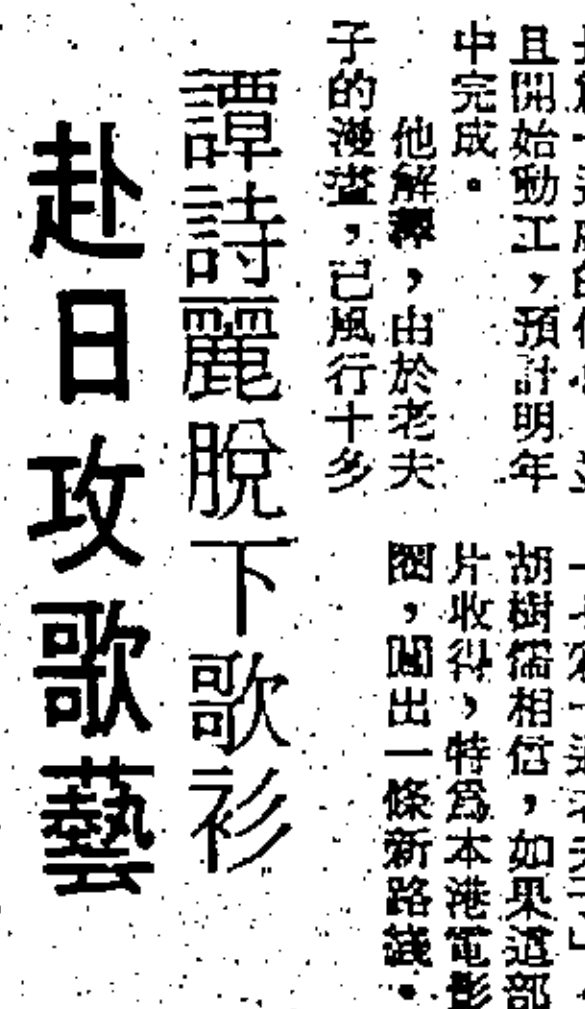 且開始動工，預計明年
中完成。
他解釋，由於老夫
子的漫畫，已風行十多
胡樹儒相信，如果這部
片收得，特為本港電影
圈，闖出一條新路綫。
譚詩麗脫下歌衫
赴日攻歌藝